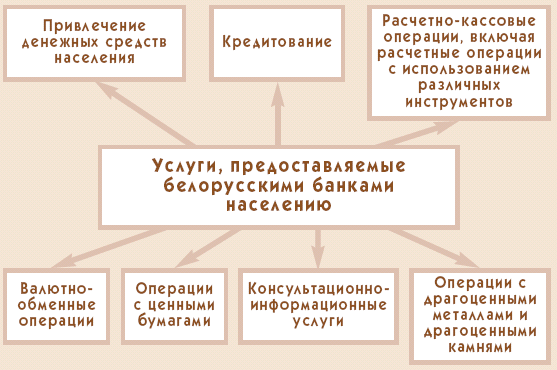 Привлечение
денежных средств
населения
Кредитование
Расчетно-кассовые
операции, включая
расчетные операции
с использованием
различных
инструментов
Услуги, предоставляемые
белорусскими банками
населению
Валютно-
обменные
операции
Операции
с ценными
бумагами
Консультационно-
информационные
услуги
Операции с
драгоценными
металлами и
драгоценными
камнями